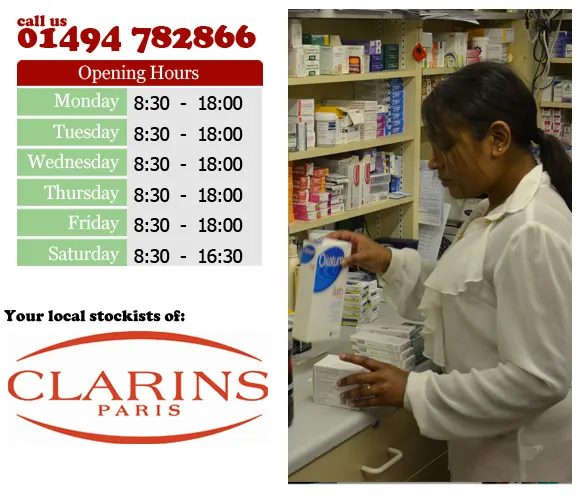 call us
01494 782866
Opening Hours
Monday 8:30 - 18:00
Tuesday 8:30 - 18:00
Wednesday 8:30 - 18:00
Thursday 8:30 - 18:00
Friday 8:30 - 18:00
Saturday 8:30 - 16:30
Your local stockists of:
CLARINS
PARIS